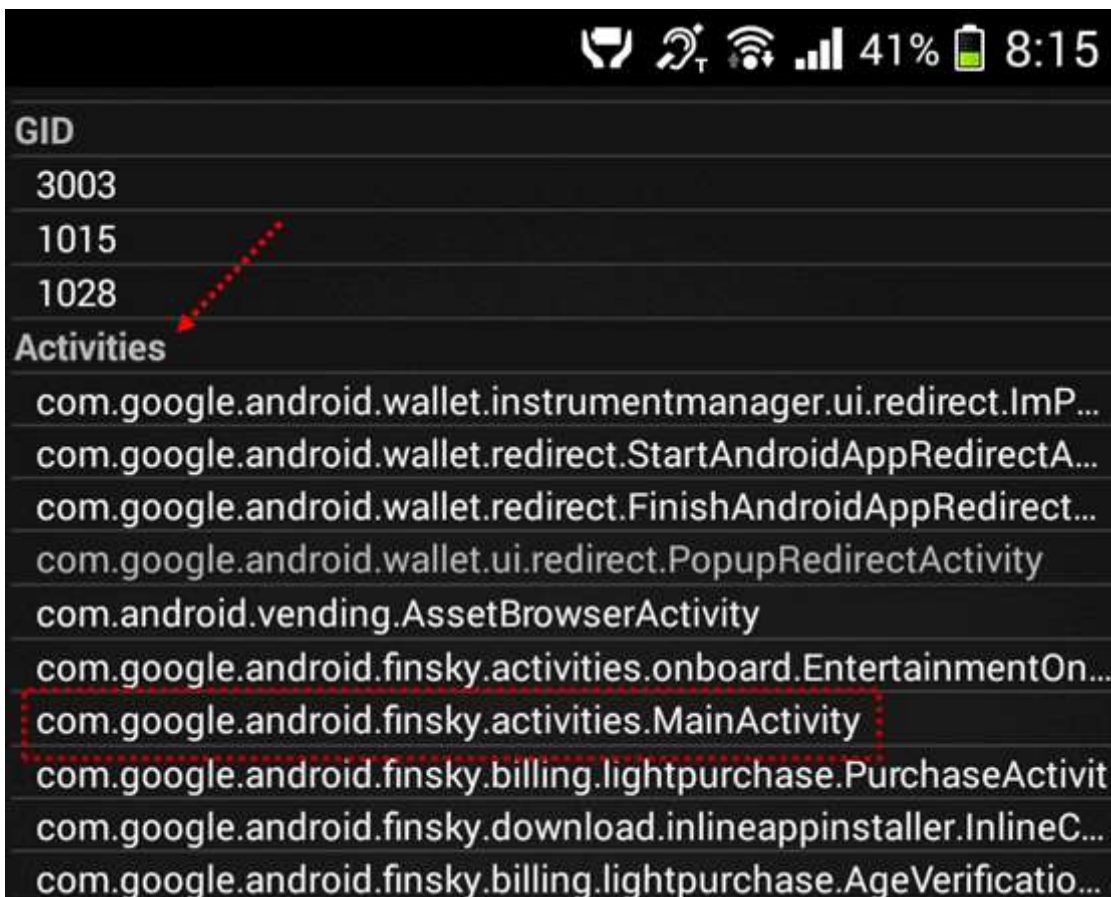 T 41% 8:15
GID
3003
1015
1028
Activities
com.google.android.wallet.instrumentmanager.ui.redirect.ImP...
com.google.android.wallet.redirect.StartAndroidAppRedirectA...
com.google.android.wallet.redirect.FinishAndroidAppRedirect...
com.google.android.wallet.ui.redirect.PopupRedirectActivity
com.android.vending.AssetBrowserActivity
com.google.android.finsky.activities.onboard.EntertainmentOn...
com.google.android.finsky.activities.MainActivity
com.google.android.finsky.billing.lightpurchase.PurchaseActivit
com.google.android.finsky.download.inlineappinstaller.InlineC...
com.google.android.finsky.billing.lightpurchase.AgeVerificatio...